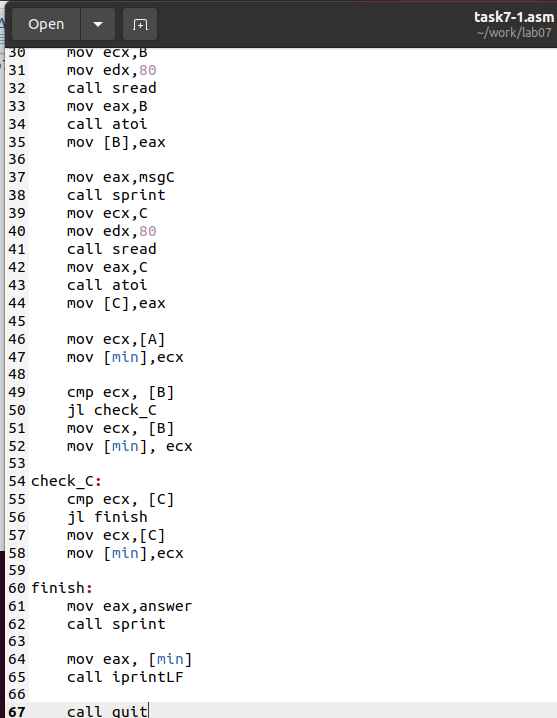 Open
task7-1.asm
~/work/lab07
30 mov ecx,B
31 mov edx,80
32 call sread
33 mov eax,B
34 call atoi
35 mov [B],eax
36
37 mov eax,msgC
38 call sprint
39 mov ecx,C
40 mov edx,80
41 call sread
42 mov eax,C
43 call atoi
44 mov [C],eax
45
46 mov ecx,[A]
47 mov [min],ecx
48
49 cmp ecx, [B]
50 jl check_C
51 mov ecx, [B]
52 mov [min], ecx
53
54 check_C:
55 cmp ecx, [C]
56 jl finish
57 mov ecx,[C]
58 mov [min],ecx
59
60 finish:
61 mov eax,answer
62 call sprint
63
64 mov eax, [min]
65 call iprintLF
66
67 call quit